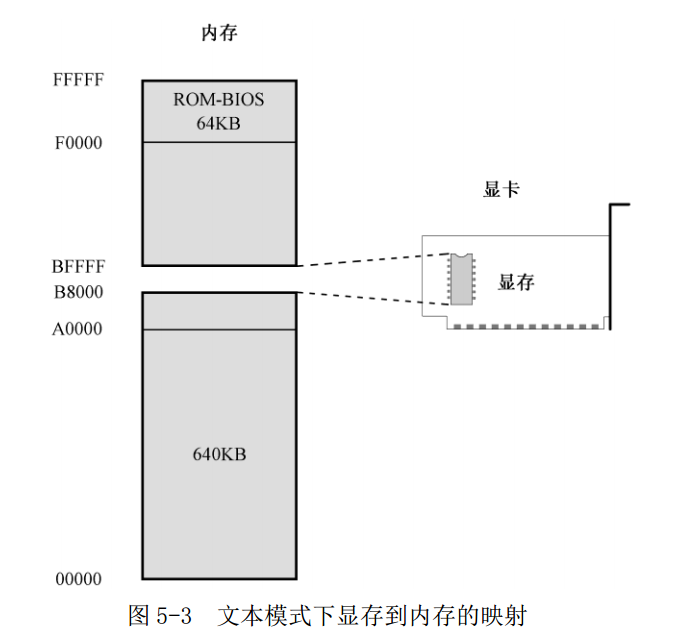 内存
FFFFF
ROM-BIOS
64KB
F0000
显卡
BFFFF
显存
B8000
A0000
640KB
00000
图 5-3 文本模式下显存到内存的映射